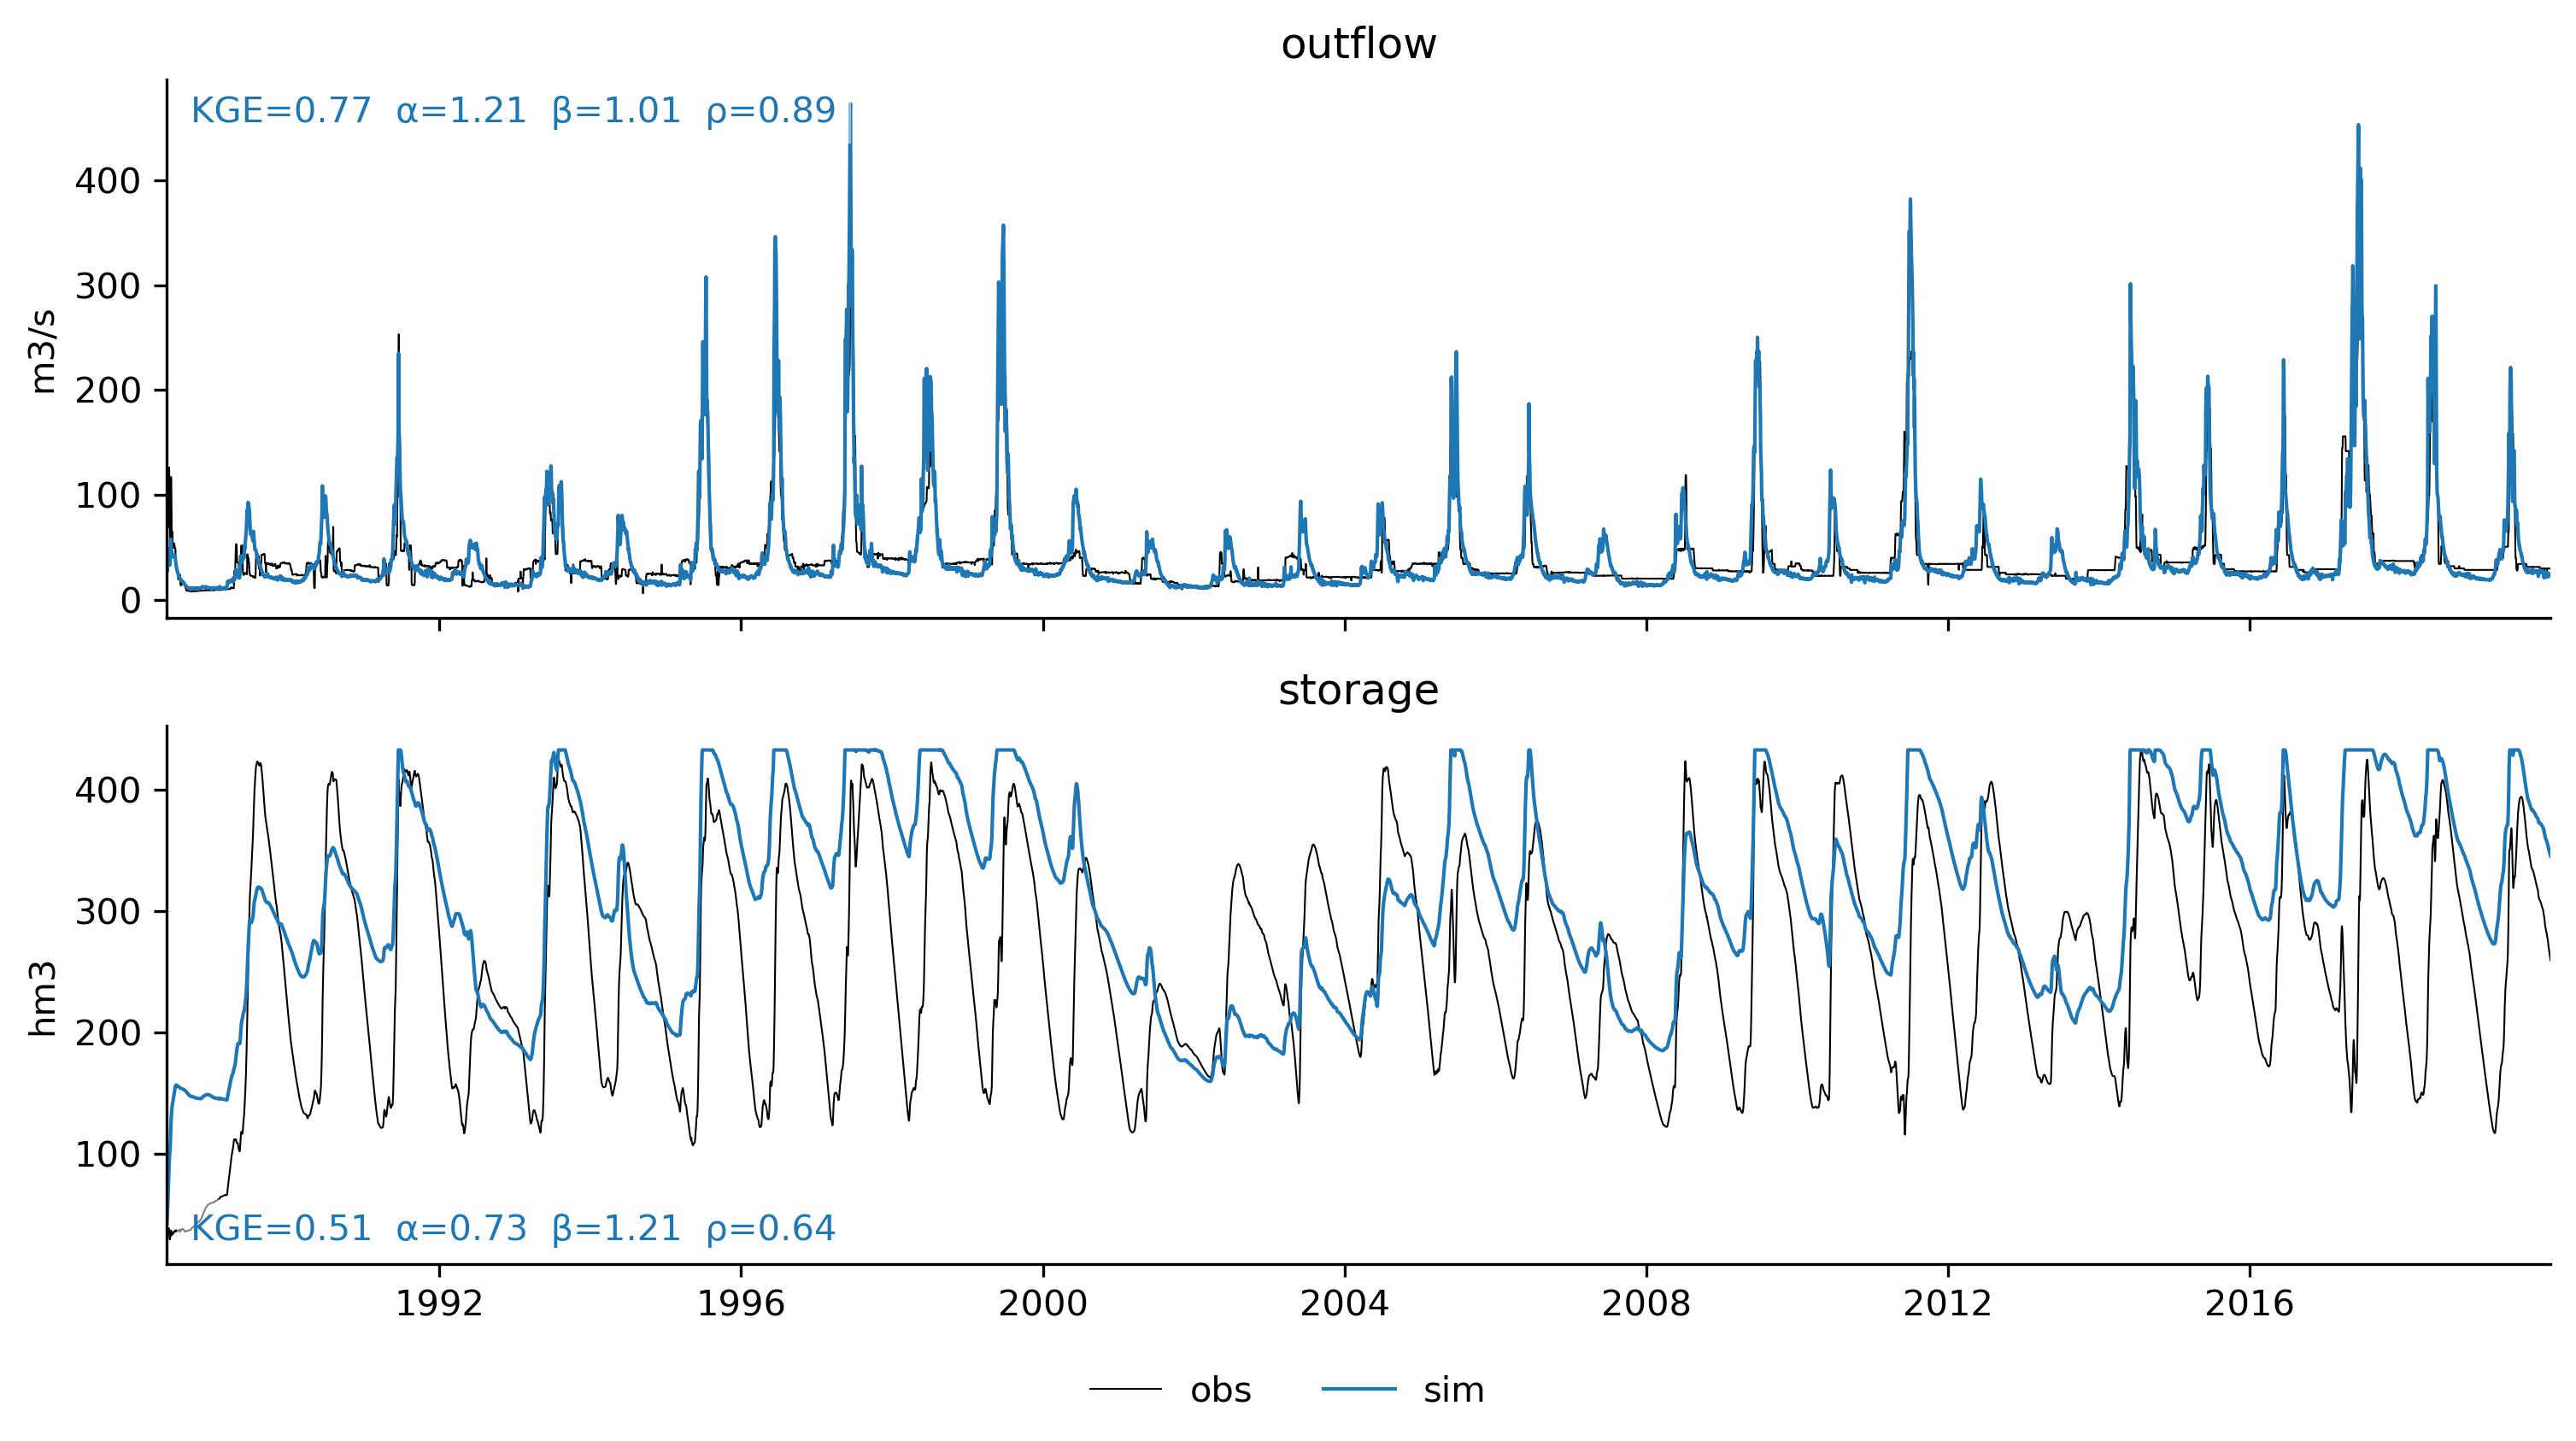 outflow
KGE=0.77 α=1.21 β=1.01 ρ=0.89
400
300
200
100
0
m3/s
storage
400
300
200
100
hm3
KGE=0.51 α=0.73 β=1.21 ρ=0.64
1992 1996 2000 2004 2008 2012 2016
obs sim